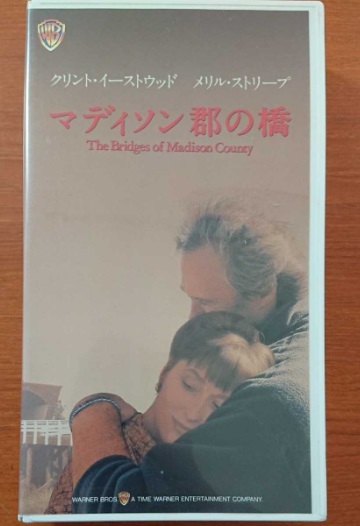 WB
クリント・イーストウッド メリル・ストリープ
マディソン郡の橋
The Bridges of Madison County
WARNER BROS. A TIME WARNER ENTERTAINMENT COMPANY.